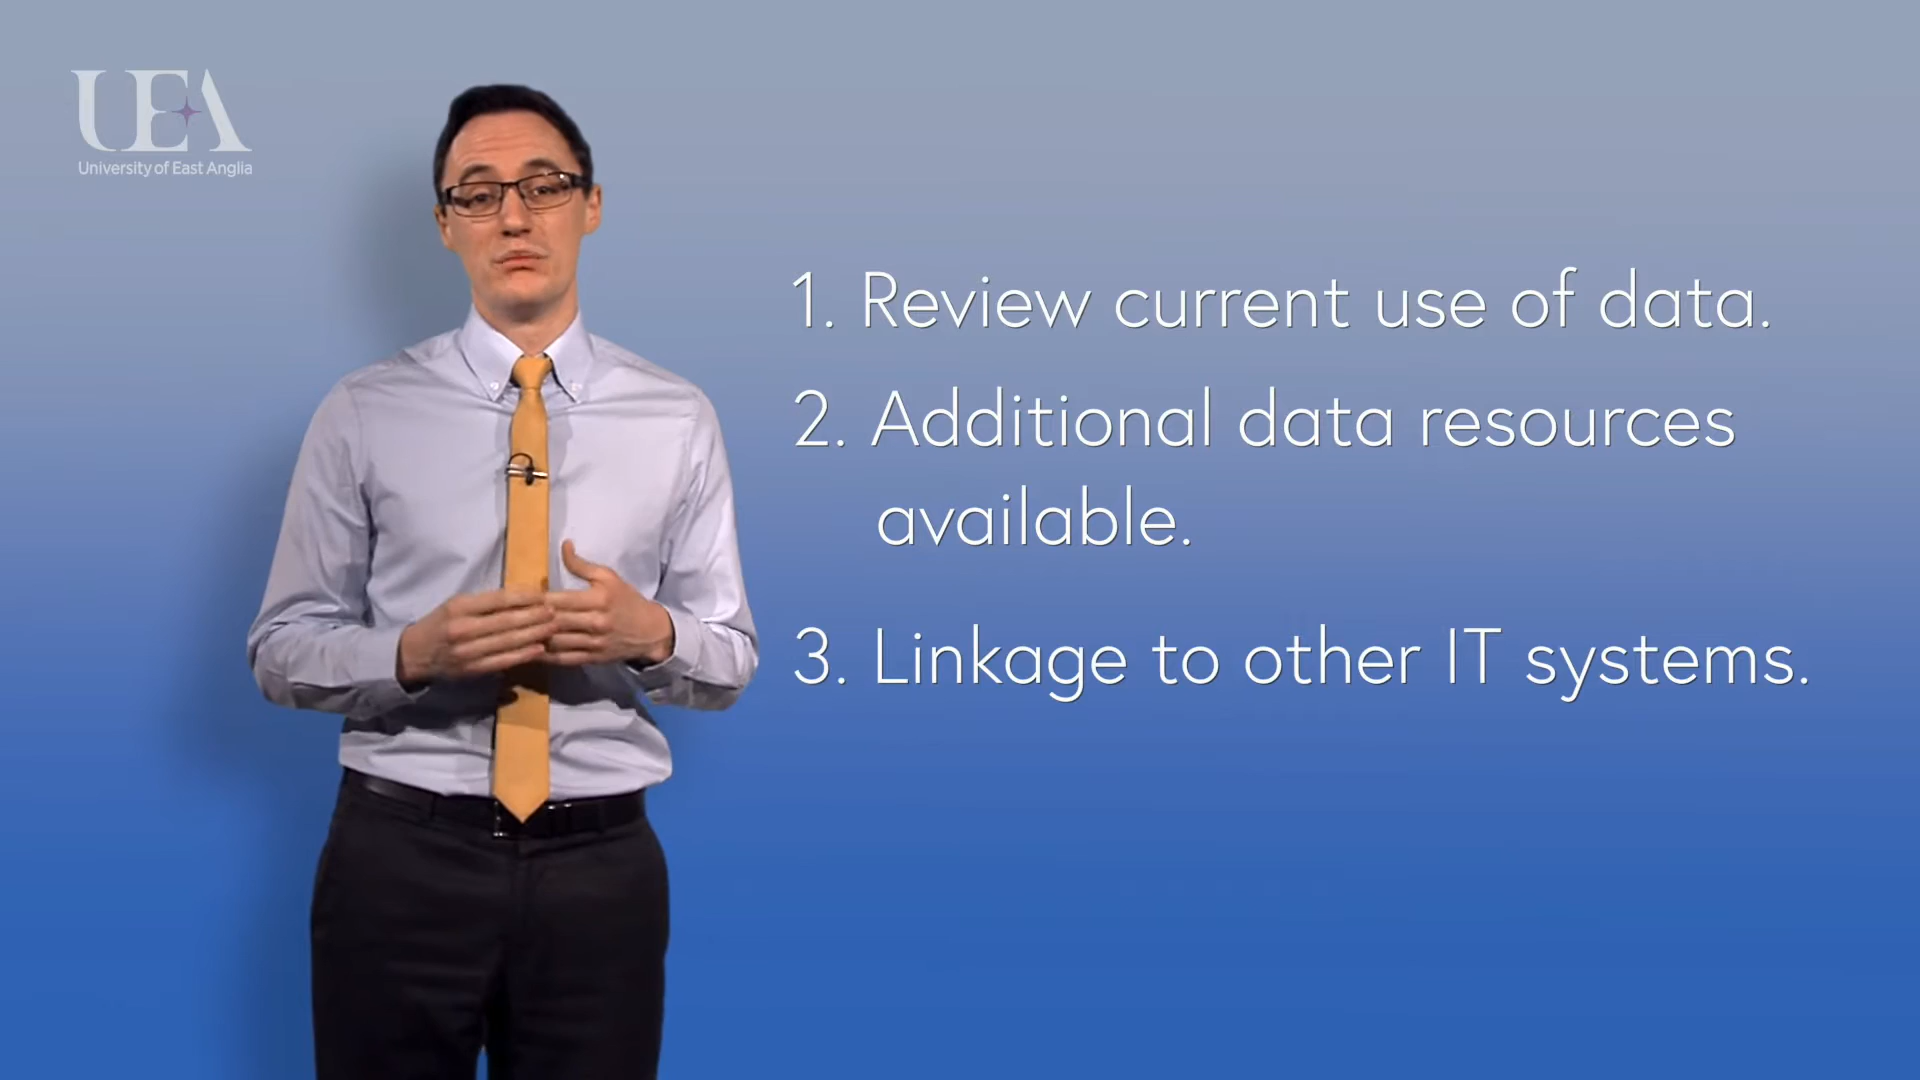 UEA
University of East Anglia
1. Review current use of data.
2. Additional data resources
available.
3. Linkage to other IT systems.